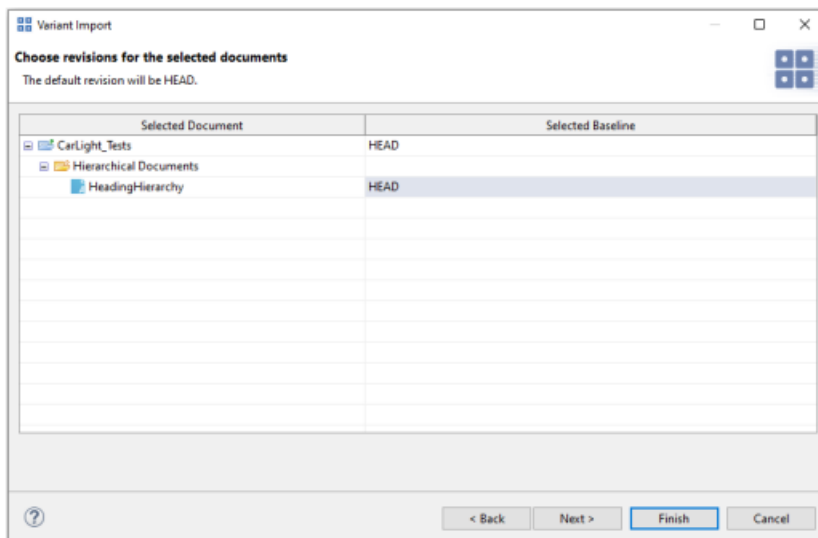 Variant Import
Choose revisions for the selected documents
The default revision will be HEAD.
Selected Document Selected Baseline
CarLight_Tests HEAD
Hierarchical Documents
HeadingHierarchy HEAD
< Back Next > Finish Cancel